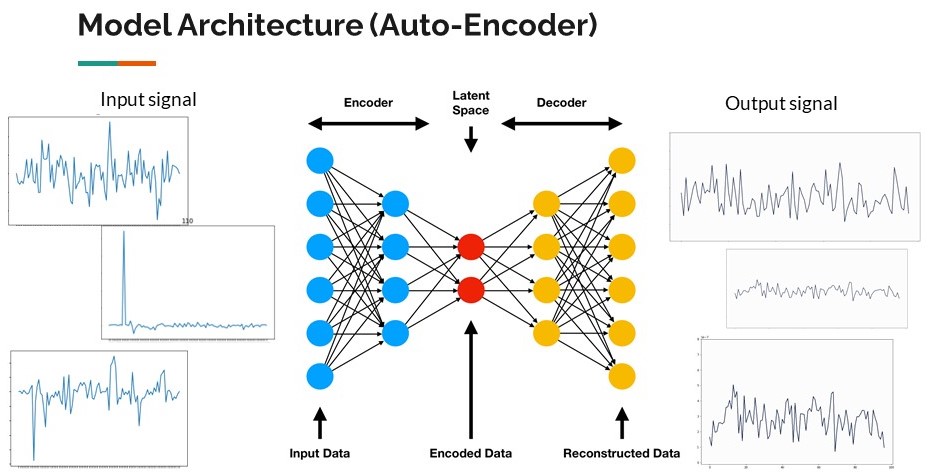 Model Architecture (Auto-Encoder)
Input signal
Encoder
Latent
Space
Decoder
Output signal
110
Input Data
Encoded Data
Reconstructed Data